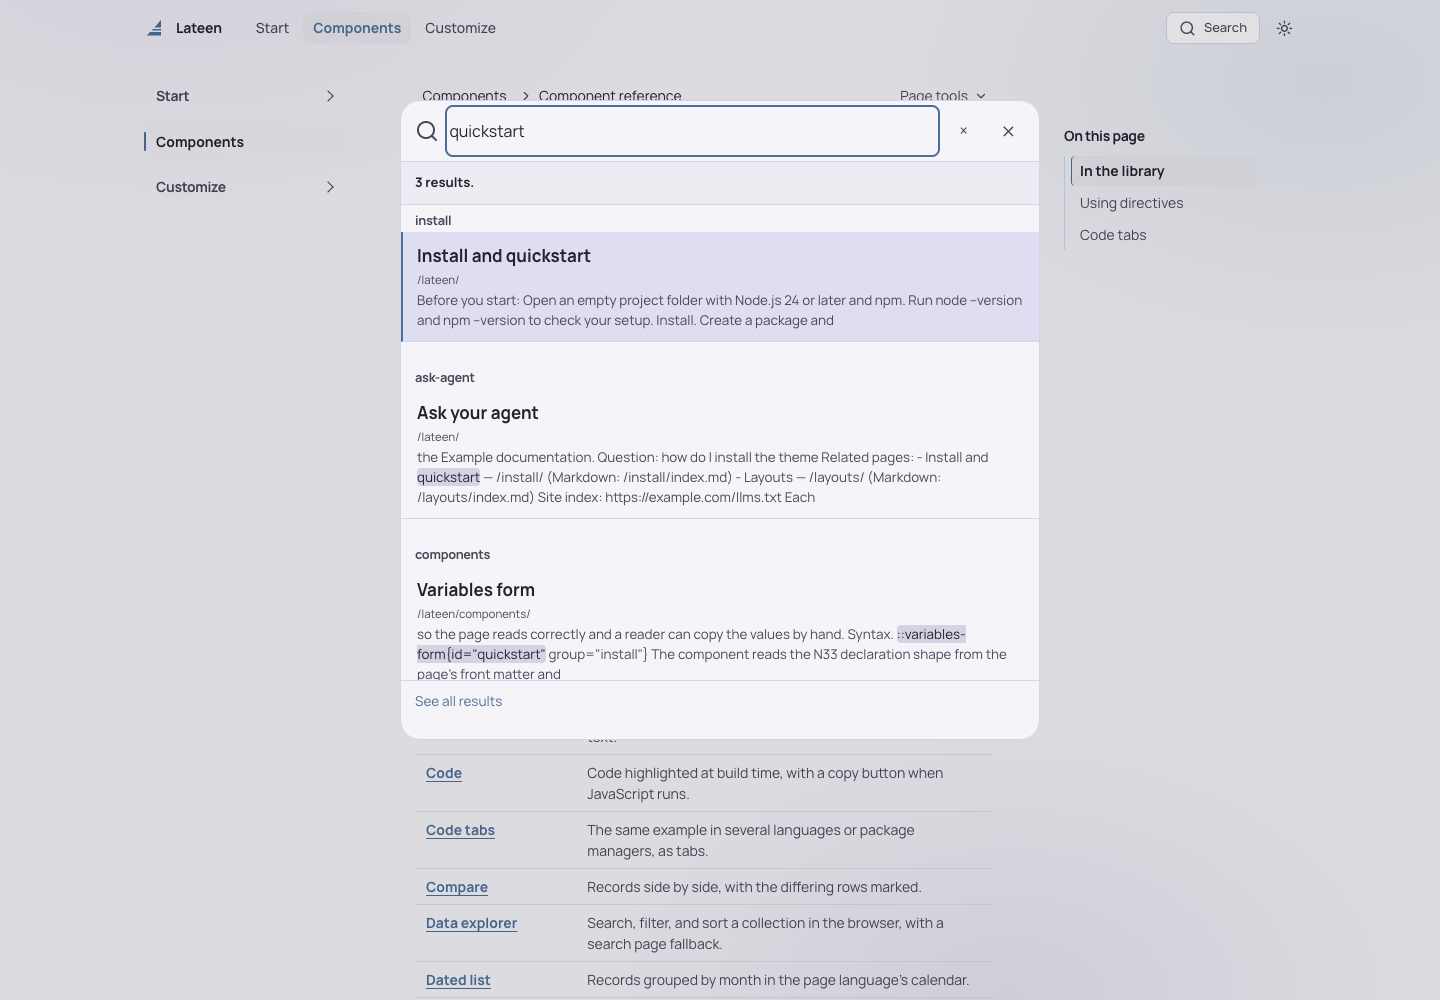 Lateen
Start
Components
Customize
Search
Start
Components
Customize
Components
Component reference
Page tools
quickstart
×
3 results.
install
Install and quickstart
/lateen/
Before you start: Open an empty project folder with Node.js 24 or later and npm. Run node –version
and npm –version to check your setup. Install. Create a package and
ask-agent
Ask your agent
/lateen/
the Example documentation. Question: how do I install the theme Related pages: - Install and
quickstart — /install/ (Markdown: /install/index.md) - Layouts — /layouts/ (Markdown:
/layouts/index.md) Site index: https://example.com/llms.txt Each
components
Variables form
/lateen/components/
so the page reads correctly and a reader can copy the values by hand. Syntax. ::variables-
form{id="quickstart" group="install"} The component reads the N33 declaration shape from the
page's front matter and
See all results
On this page
In the library
Using directives
Code tabs
text.
Code
Code highlighted at build time, with a copy button when
JavaScript runs.
Code tabs
The same example in several languages or package
managers, as tabs.
Compare
Records side by side, with the differing rows marked.
Data explorer
Search, filter, and sort a collection in the browser, with a
search page fallback.
Dated list
Records grouped by month in the page language's calendar.